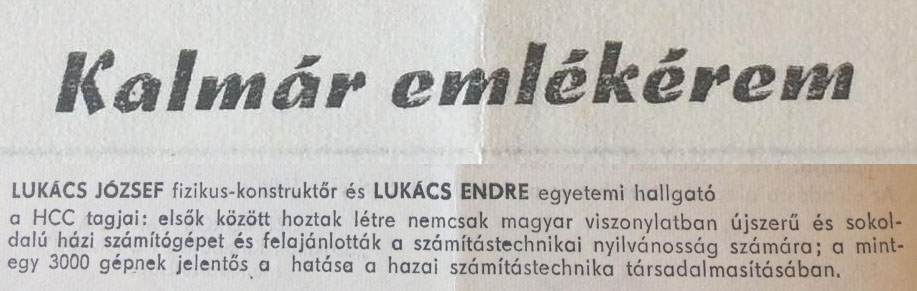 Kalmár emlékérem
LUKÁCS JÓZSEF fizikus-konstruktőr és LUKÁCS ENDRE egyetemi hallgató
a HCC tagjai: elsők között hoztak létre nemcsak magyar viszonylatban újszerű és sokol-
dalú házi számítógépet és felajánlották a számítástechnikai nyilvánosság számára; a mint-
egy 3000 gépnek jelentős a hatása a hazai számítástechnika társadalmasításában.